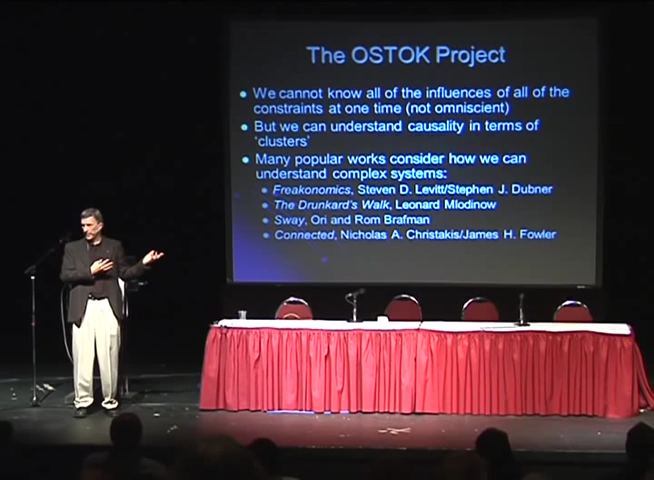 The OSTOK Project
We cannot know all of the influences of all of the
constraints at one time (not omniscient)
But we can understand causality in terms of
'clusters'
Many popular works consider how we can
understand complex systems:
Freakonomics, Steven D. Levitt/Stephen J. Dubner
The Drunkard's Walk, Leonard Mlodinow
Sway, Ori and Rom Brafman
Connected, Nicholas A. Christakis/James H. Fowler